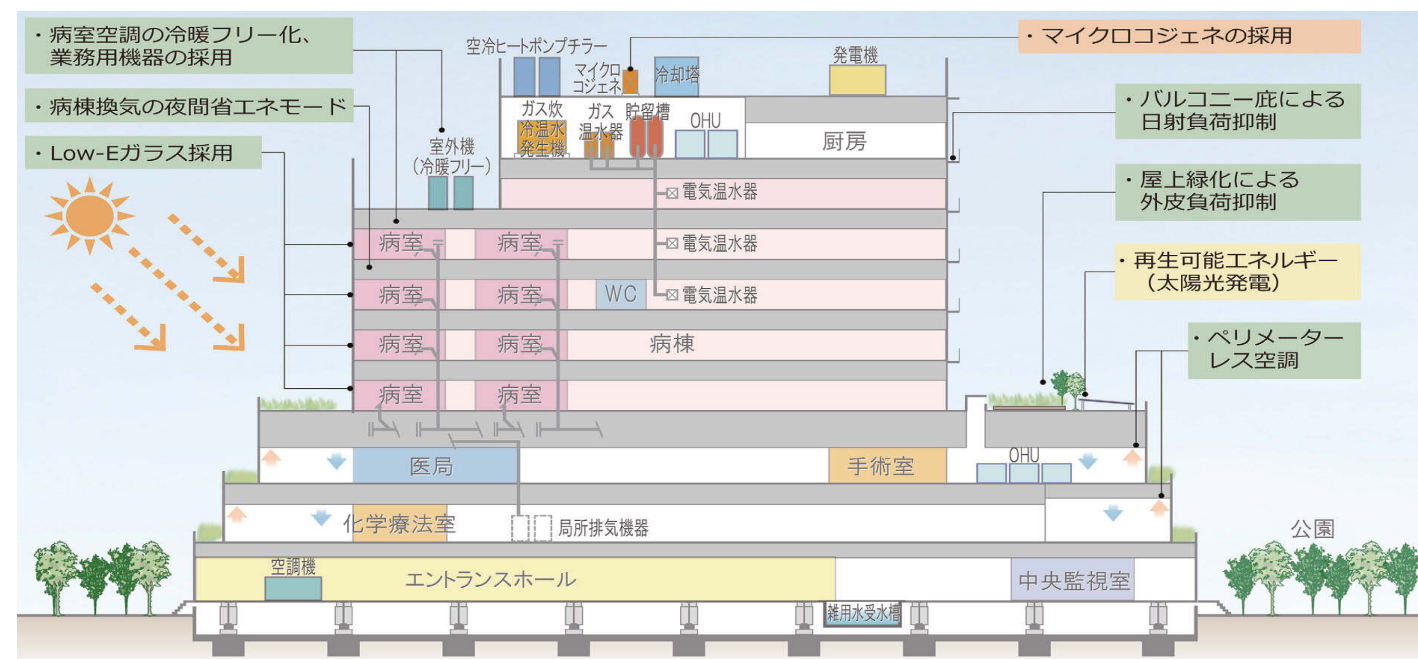 ・病室空調の冷暖フリー化、
業務用機器の採用
・病棟換気の夜間省エネモード
・Low-Eガラス採用
空冷ヒートポンプチラー
マイクロ
コジェネ
冷却塔
発電機
・マイクロコジェネの採用
ガス炊
冷温水
発生機
ガス
温水器
貯留槽
OHU
厨房
室外機
（冷暖フリー）
・バルコニー庇による
日射負荷抑制
・屋上緑化による
外皮負荷抑制
・再生可能エネルギー
（太陽光発電）
・ペリメーター
レス空調
電気温水器
病室
病室
電気温水器
病室
病室
WC
電気温水器
病室
病室
病棟
病室
病室
医局
手術室
OHU
化学療法室
局所排気機器
公園
空調機
エントランスホール
中央監視室
雑用水受水槽